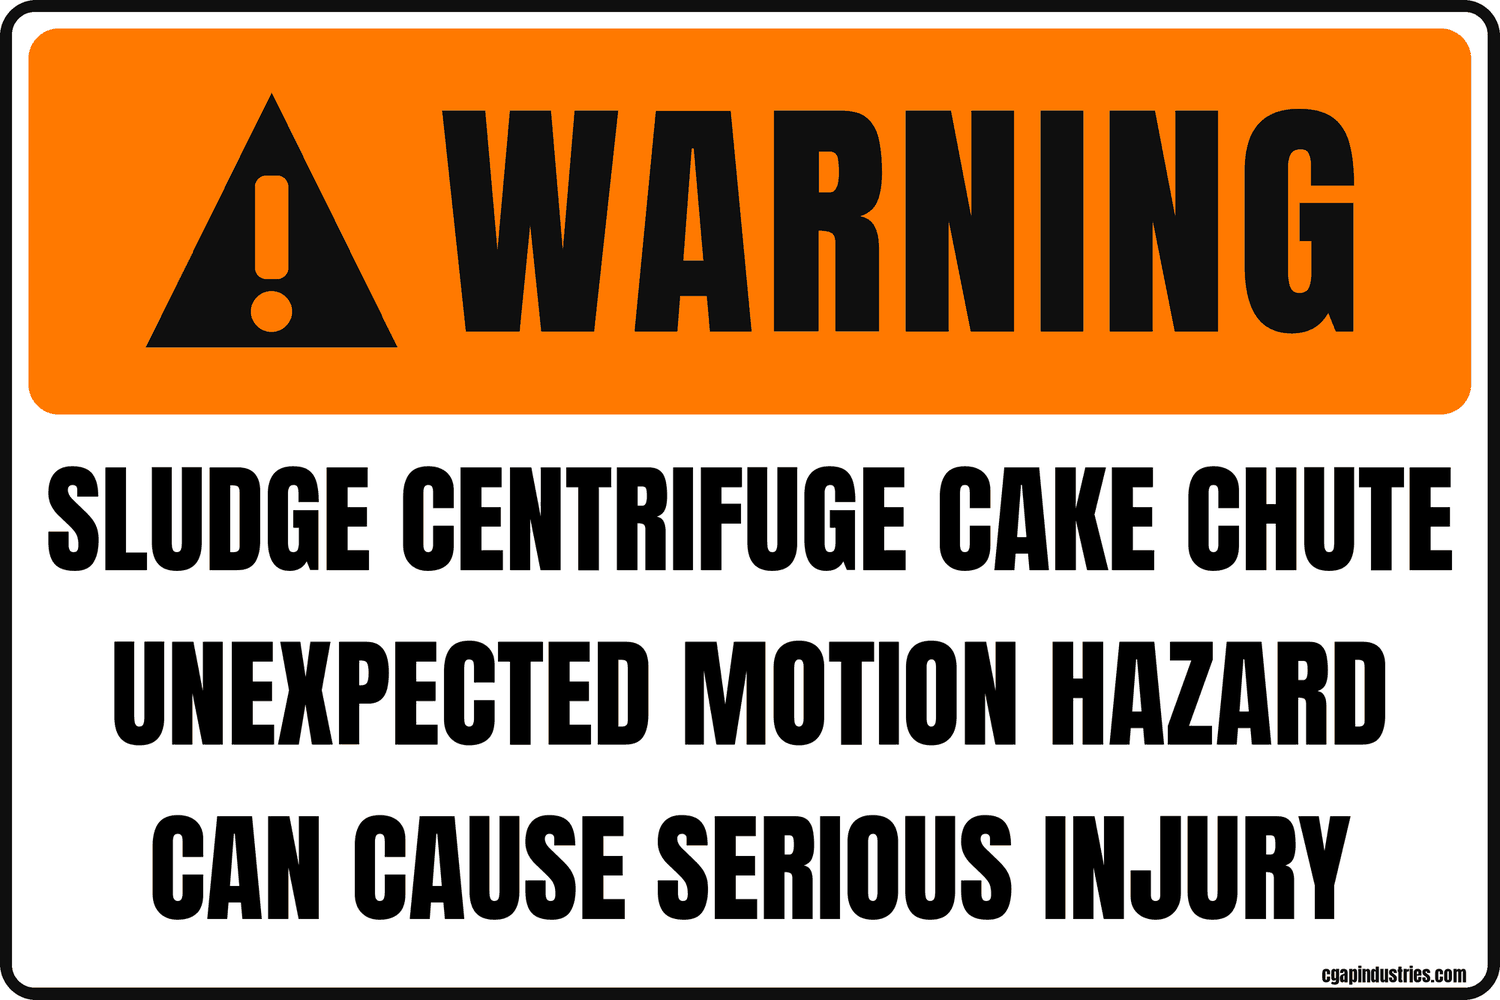 WARNING
SLUDGE CENTRIFUGE CAKE CHUTE
UNEXPECTED MOTION HAZARD
CAN CAUSE SERIOUS INJURY
cgapindustries.com